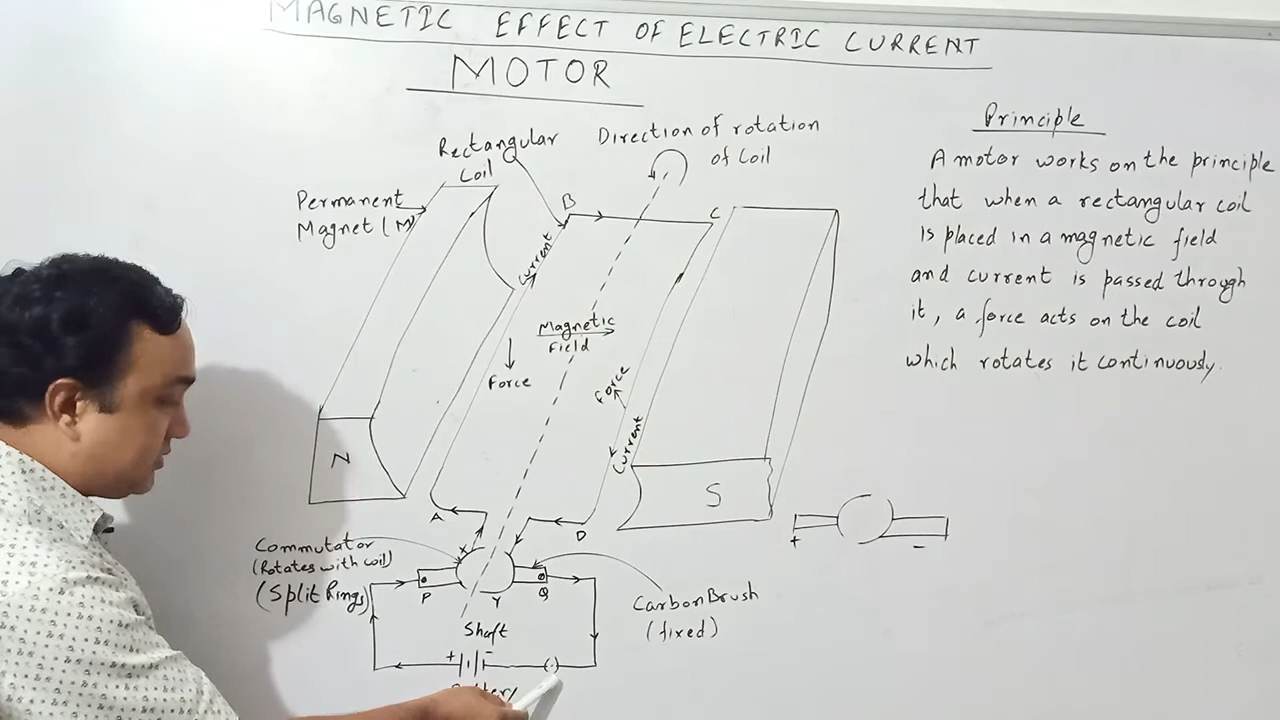 MAGNETIC EFFECT OF ELECTRIC CURRENT
MOTOR
Rectangular
Coil
Direction of rotation
of Coil
Permanent
Magnet (M)
B
C
Current
Magnetic
Field
Force
Force
Current
N
S
A
D
Commutator
(Rotates with coil)
(Split Rings)
X
P
Y
Q
Carbon Brush
(fixed)
Shaft
+
-
Principle
A motor works on the principle
that when a rectangular coil
is placed in a magnetic field
and current is passed through
it, a force acts on the coil
which rotates it continuously.
+
-